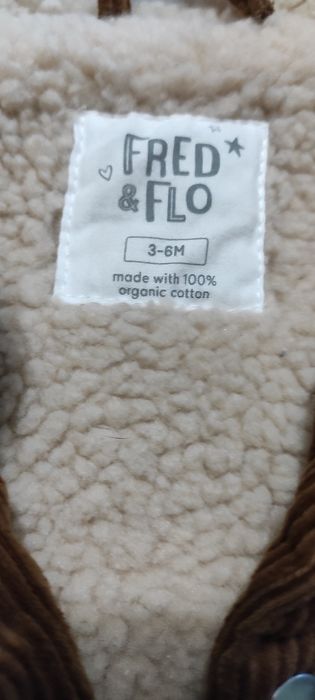 FRED
& FLO
3-6M
made with 100%
organic cotton